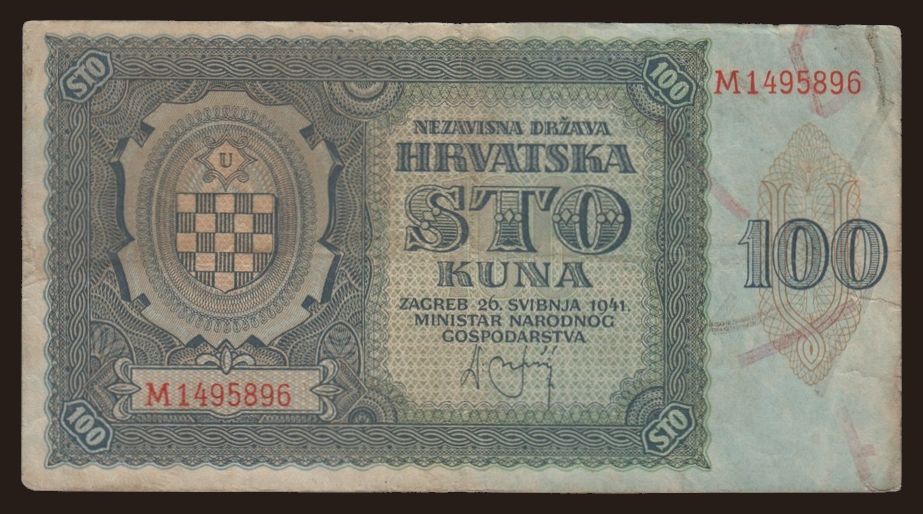 STO
100
M1495896
U
NEZAVISNA DRŽAVA
HRVATSKA
STO
KUNA
ZAGREB 26. SVIBNJA 1941.
MINISTAR NARODNOG
GOSPODARSTVA
100
M1495896
100
STO